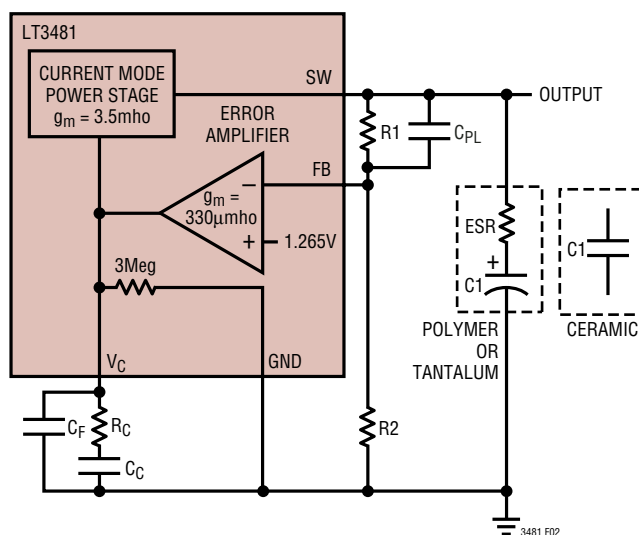 LT3481
CURRENT MODE
POWER STAGE
gm = 3.5mho
SW
OUTPUT
ERROR
AMPLIFIER
R1
CPL
FB
–
gm =
330μmho
+
1.265V
ESR
+
C1
C1
3Meg
POLYMER
OR
TANTALUM
CERAMIC
VC
GND
CF
RC
R2
CC
3481 F02